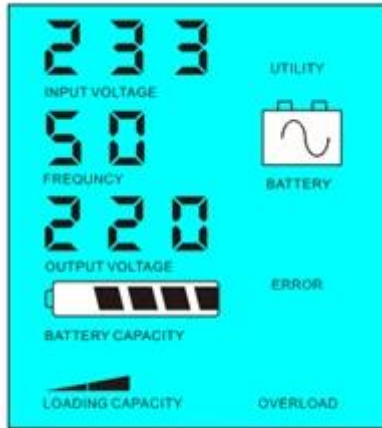 233
UTILITY
INPUT VOLTAGE
50
FREQUNCY
BATTERY
220
OUTPUT VOLTAGE
ERROR
BATTERY CAPACITY
LOADING CAPACITY
OVERLOAD